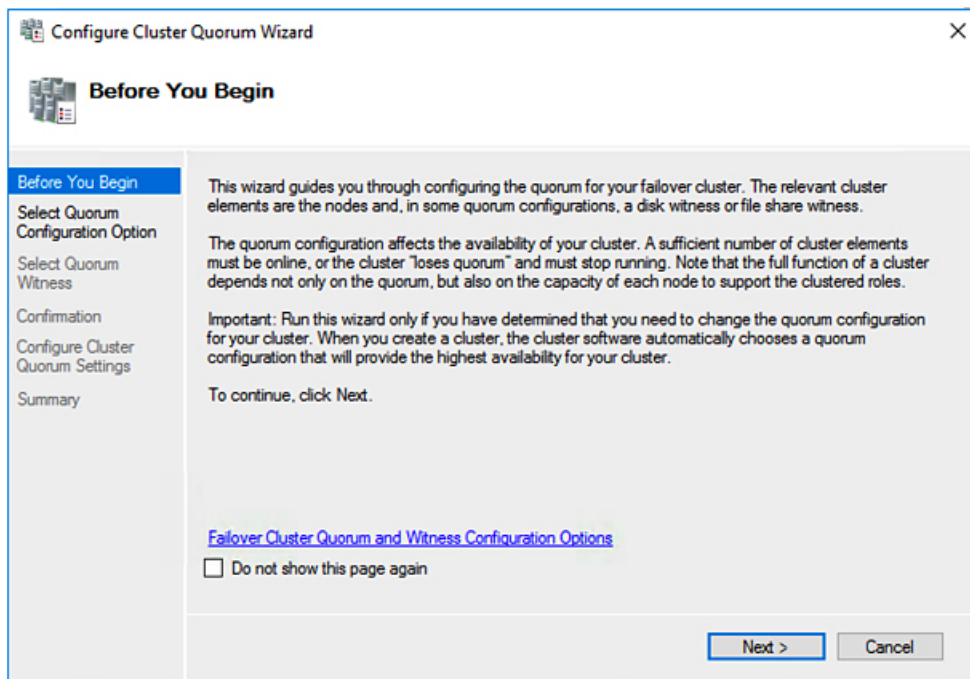 Configure Cluster Quorum Wizard
Before You Begin
Before You Begin
Select Quorum
Configuration Option
Select Quorum
Witness
Confirmation
Configure Cluster
Quorum Settings
Summary
This wizard guides you through configuring the quorum for your failover cluster. The relevant cluster
elements are the nodes and, in some quorum configurations, a disk witness or file share witness.
The quorum configuration affects the availability of your cluster. A sufficient number of cluster elements
must be online, or the cluster "loses quorum" and must stop running. Note that the full function of a cluster
depends not only on the quorum, but also on the capacity of each node to support the clustered roles.
Important: Run this wizard only if you have determined that you need to change the quorum configuration
for your cluster. When you create a cluster, the cluster software automatically chooses a quorum
configuration that will provide the highest availability for your cluster.
To continue, click Next.
Failover Cluster Quorum and Witness Configuration Options
Do not show this page again
Next >
Cancel